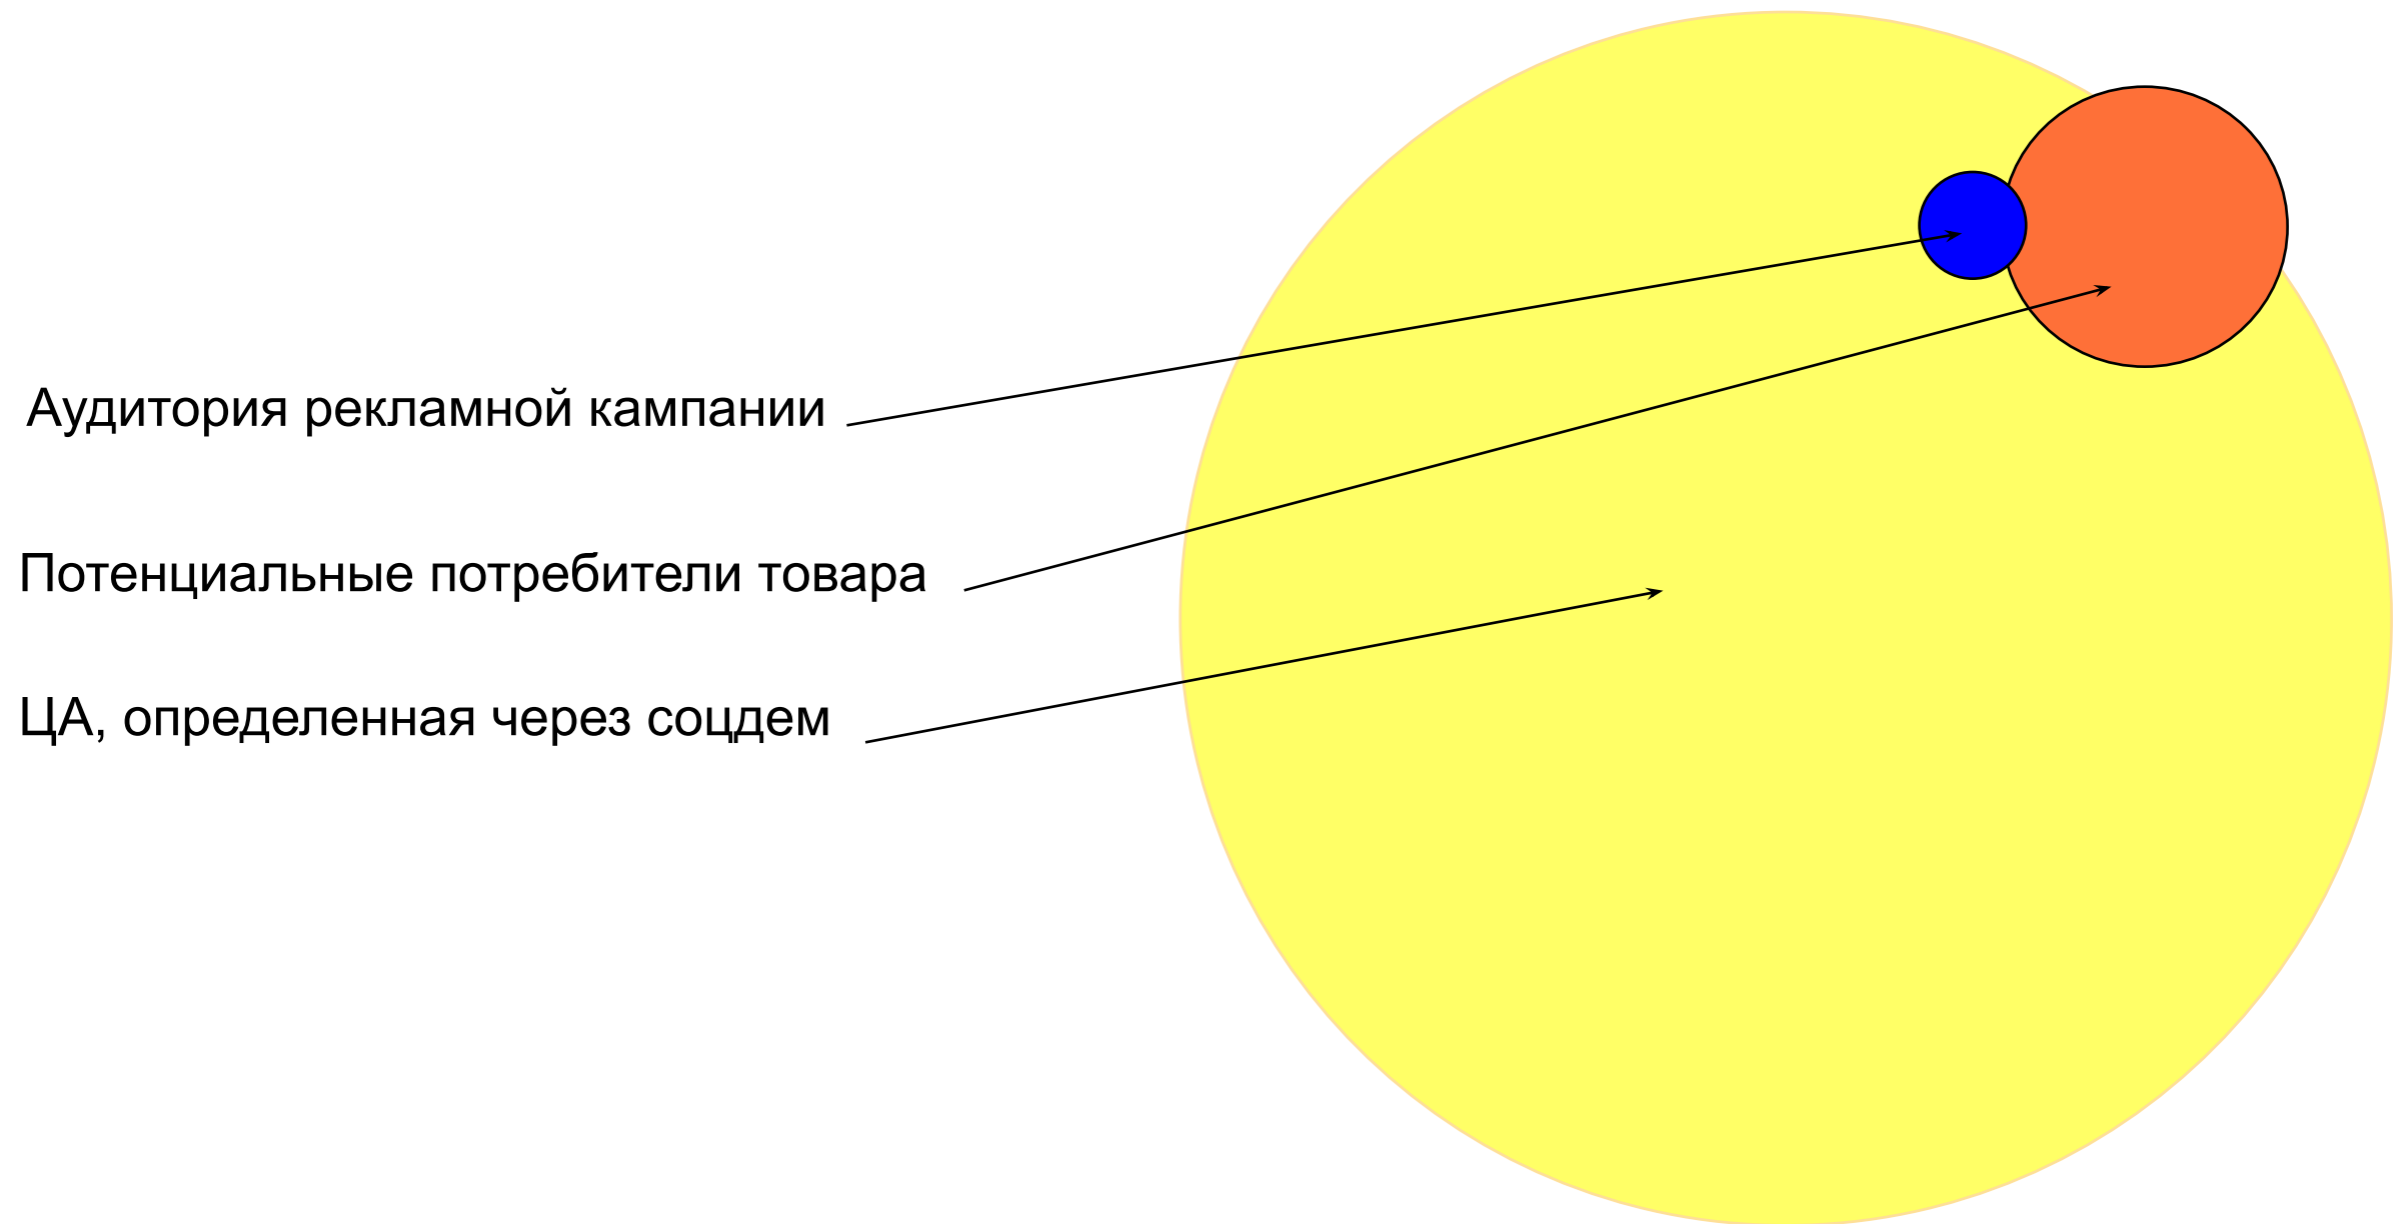 Аудитория рекламной кампании
Потенциальные потребители товара
ЦА, определенная через соцдем